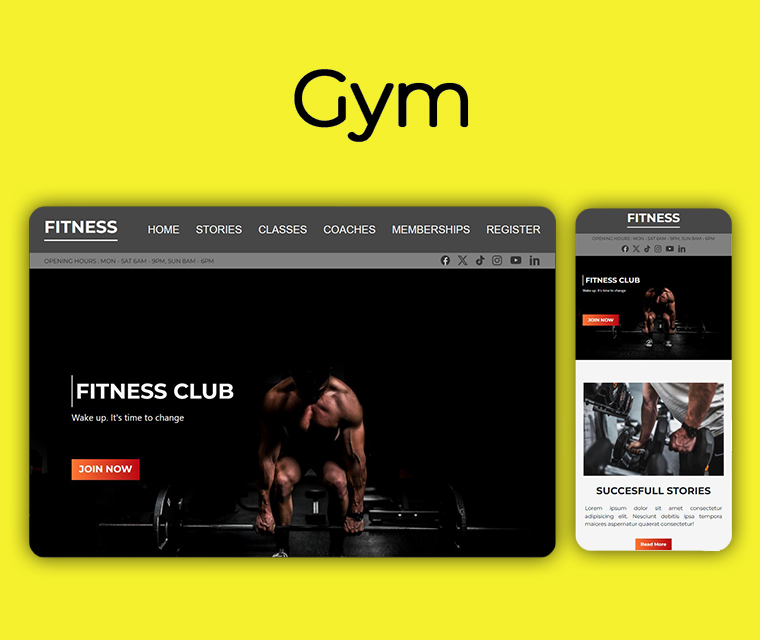 Gym
FITNESS
HOME STORIES CLASSES COACHES MEMBERSHIPS REGISTER
OPENING HOURS : MON - SAT 6AM - 9PM, SUN 8AM - 6PM
FITNESS CLUB
Wake up. It's time to change
JOIN NOW
FITNESS
OPENING HOURS : MON - SAT 6AM - 9PM, SUN 8AM - 6PM
FITNESS CLUB
Wake up. It's time to change
JOIN NOW
SUCCESFULL STORIES
Lorem ipsum dolor sit amet consectetur
adipisicing elit. Nesciunt debitis ipsa tempora
maiores aspernatur quaerat consectetur!
Read More